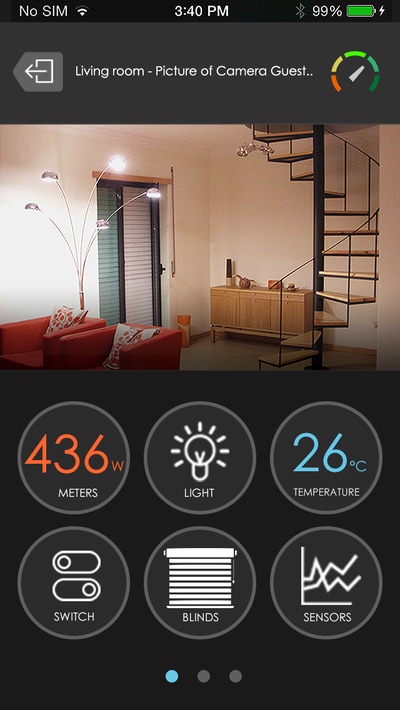 No SIM 3:40 PM 99%
Living room - Picture of Camera Guest..
436 W 26 °C
METERS LIGHT TEMPERATURE
SWITCH BLINDS SENSORS